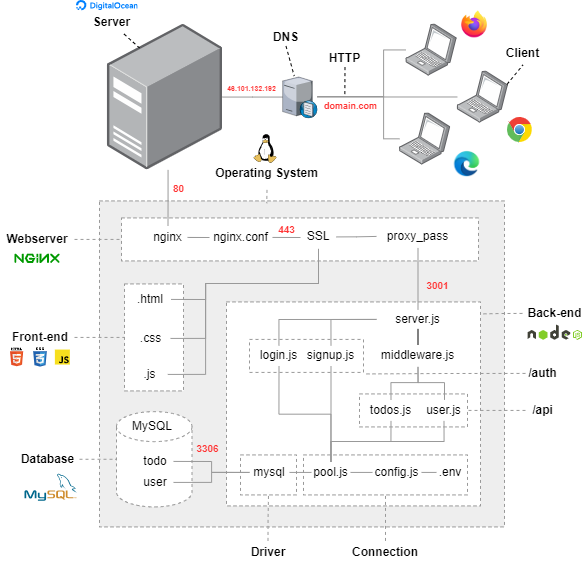 DigitalOcean
Server
DNS
HTTP
Client
46.101.132.192
domain.com
Operating System
80
Webserver
NGINX
nginx
nginx.conf
443
SSL
proxy_pass
3001
Front-end
HTML
CSS
JS
.html
.css
.js
server.js
Back-end
node
JS
login.js
signup.js
middleware.js
/auth
todos.js
user.js
/api
MySQL
Database
MySQL
todo
user
3306
mysql
pool.js
config.js
.env
Driver
Connection